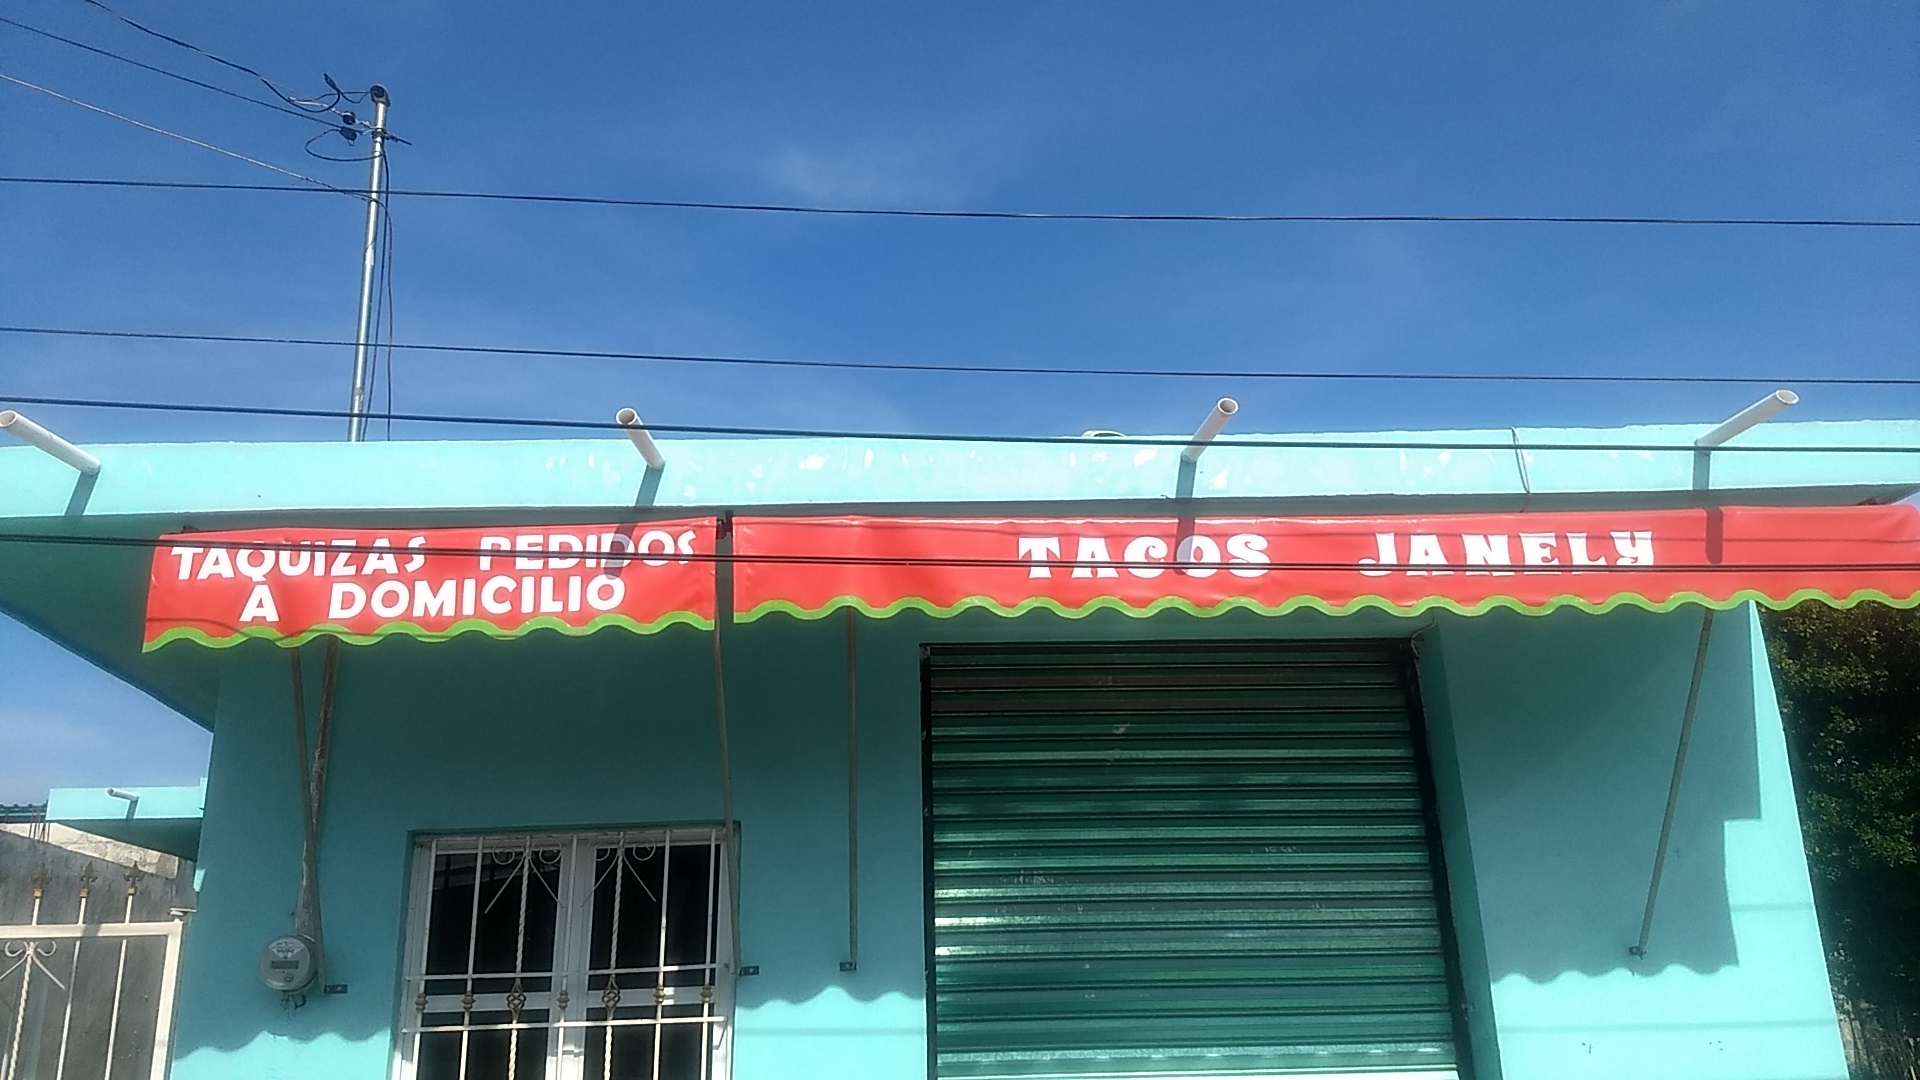 TAQUIZAS PEDIDOS
A DOMICILIO
TACOS JANELY